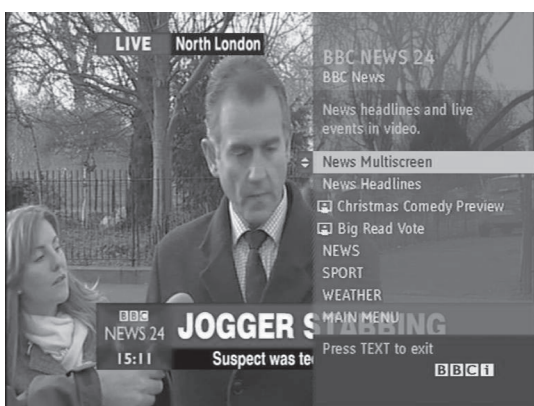 LIVE North London
BBC NEWS 24
BBC News
News headlines and live
events in video.
News Multiscreen
News Headlines
Christmas Comedy Preview
Big Read Vote
NEWS
SPORT
WEATHER
MAIN MENU
Press TEXT to exit
BBCi
BBC
NEWS 24
15:11
JOGGER STABBING
Suspect was